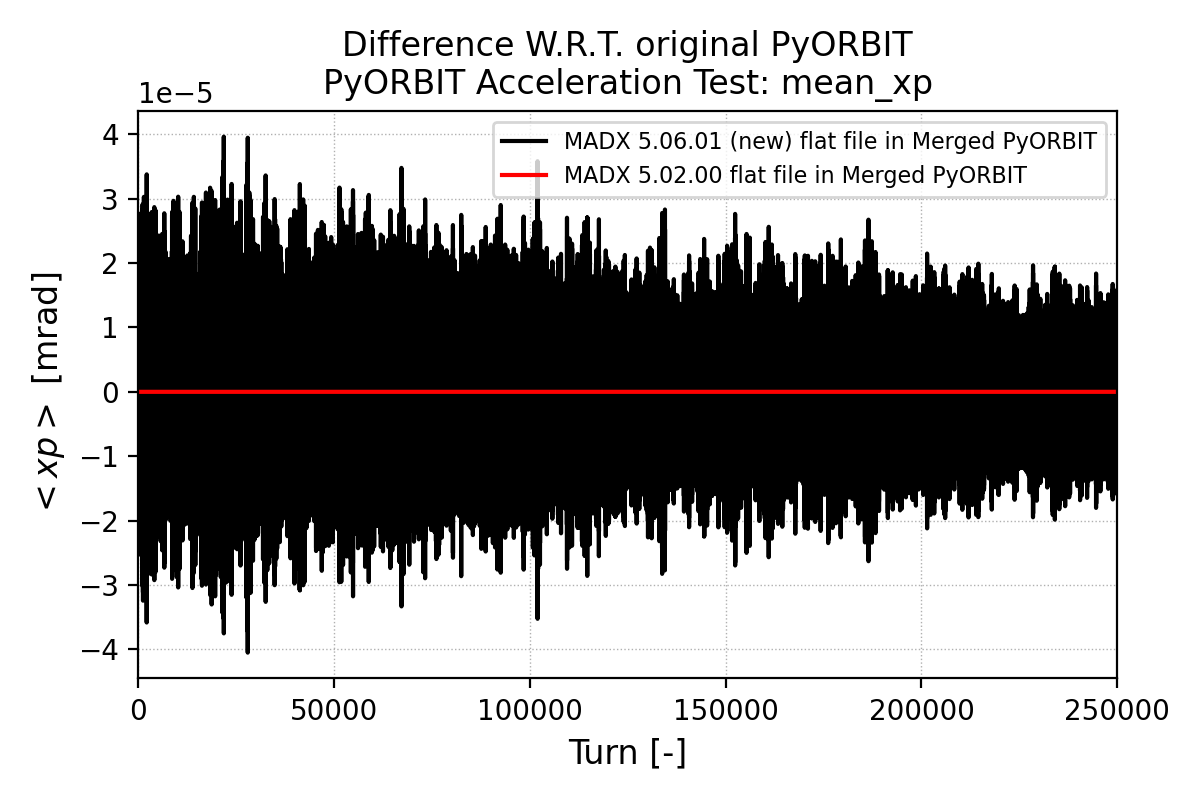 Difference W.R.T. original PyORBIT
PyORBIT Acceleration Test: mean_xp
1e−5
MADX 5.06.01 (new) flat file in Merged PyORBIT
MADX 5.02.00 flat file in Merged PyORBIT
4
3
2
1
0
−1
−2
−3
−4
< xp > [mrad]
0 50000 100000 150000 200000 250000
Turn [-]